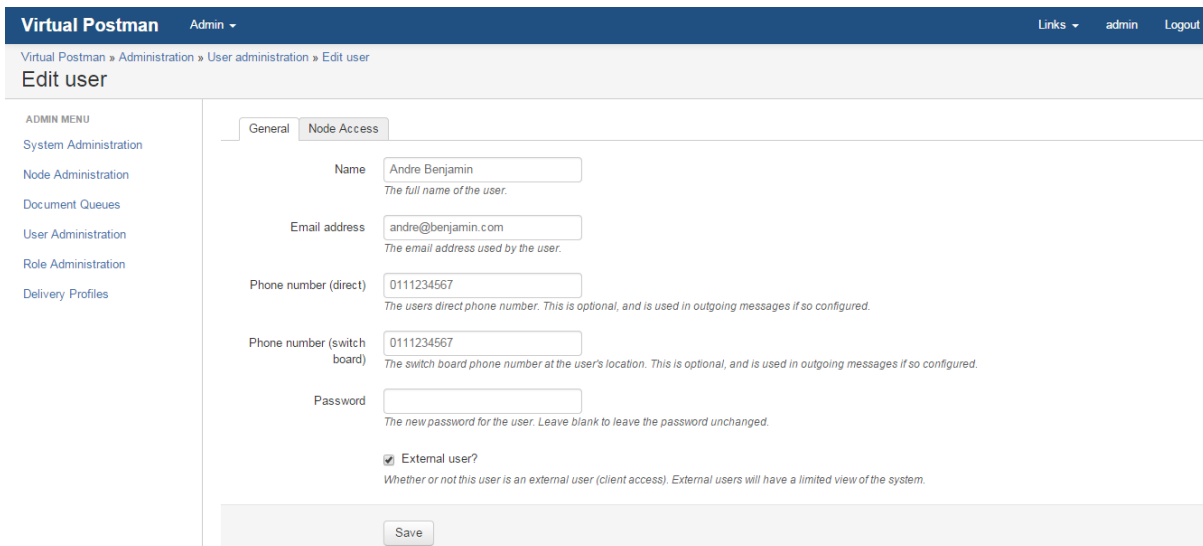 Virtual Postman Admin Links admin Logout
Virtual Postman » Administration » User administration » Edit user
Edit user
ADMIN MENU
System Administration
Node Administration
Document Queues
User Administration
Role Administration
Delivery Profiles
General Node Access
Name Andre Benjamin
The full name of the user.
Email address andre@benjamin.com
The email address used by the user.
Phone number (direct) 0111234567
The users direct phone number. This is optional, and is used in outgoing messages if so configured.
Phone number (switch
board) 0111234567
The switch board phone number at the user's location. This is optional, and is used in outgoing messages if so configured.
Password
The new password for the user. Leave blank to leave the password unchanged.
External user?
Whether or not this user is an external user (client access). External users will have a limited view of the system.
Save